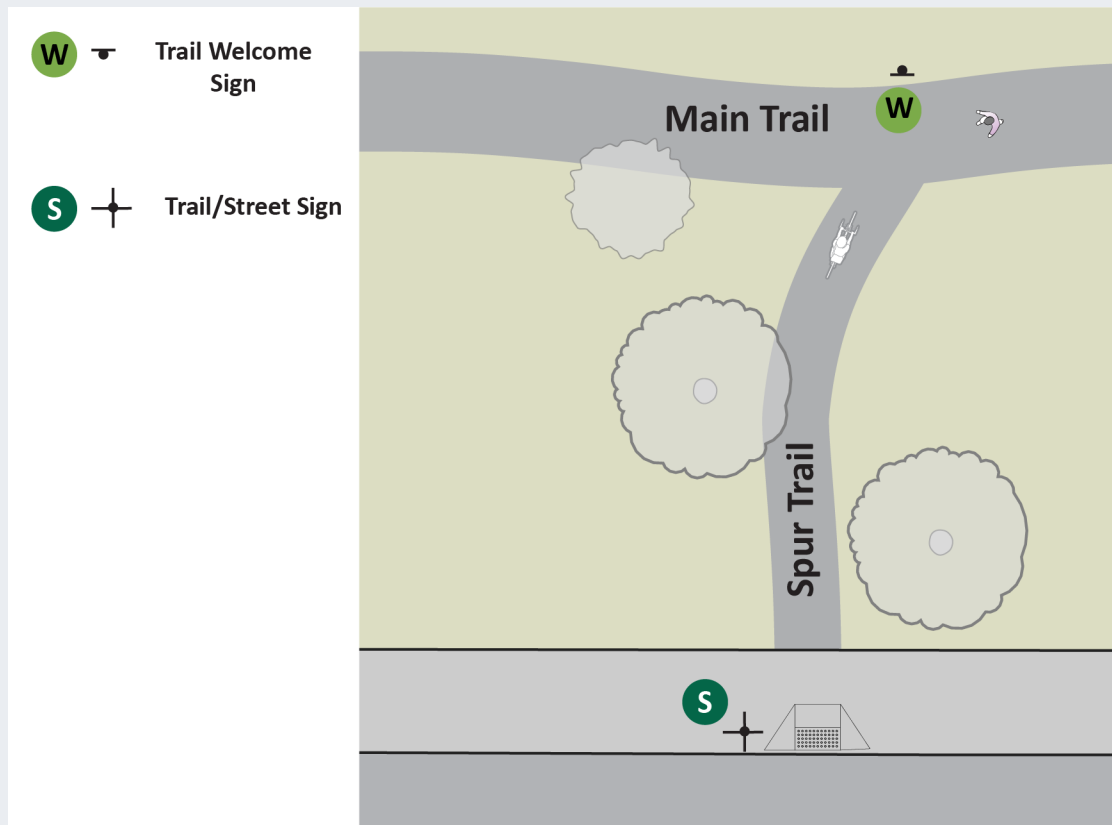 W
Trail Welcome
Sign
S
Trail/Street Sign
Main Trail
W
Spur Trail
S